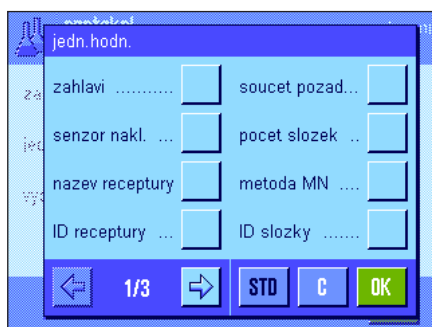 protokol
jedn.hodn.
zahlavi ...........
soucet pozad...
senzor nakl. ...
pocet slozek ..
nazev receptury
metoda MN ....
ID receptury ...
ID slozky .......
1/3
STD
C
OK